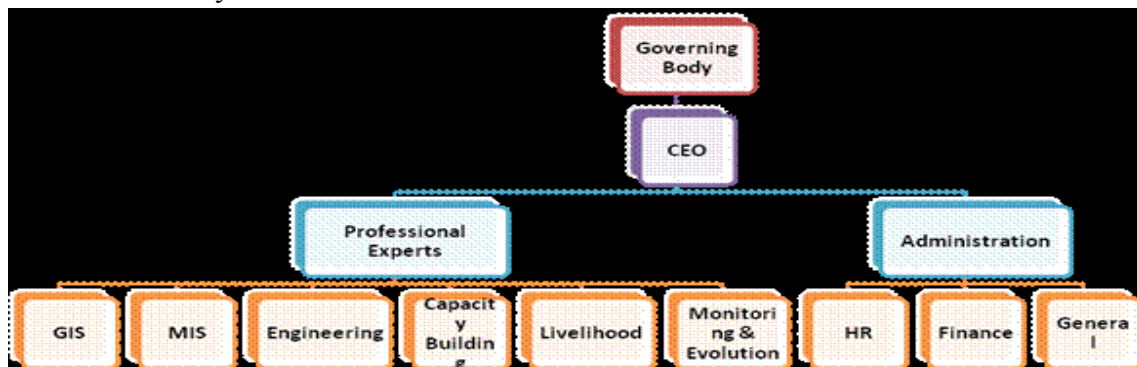 Governing
Body
CEO
Professional
Experts
Administration
GIS
MIS
Engineering
Capacit
y
Buildin
g
Livelihood
Monitori
ng &
Evolution
HR
Finance
Genera
l